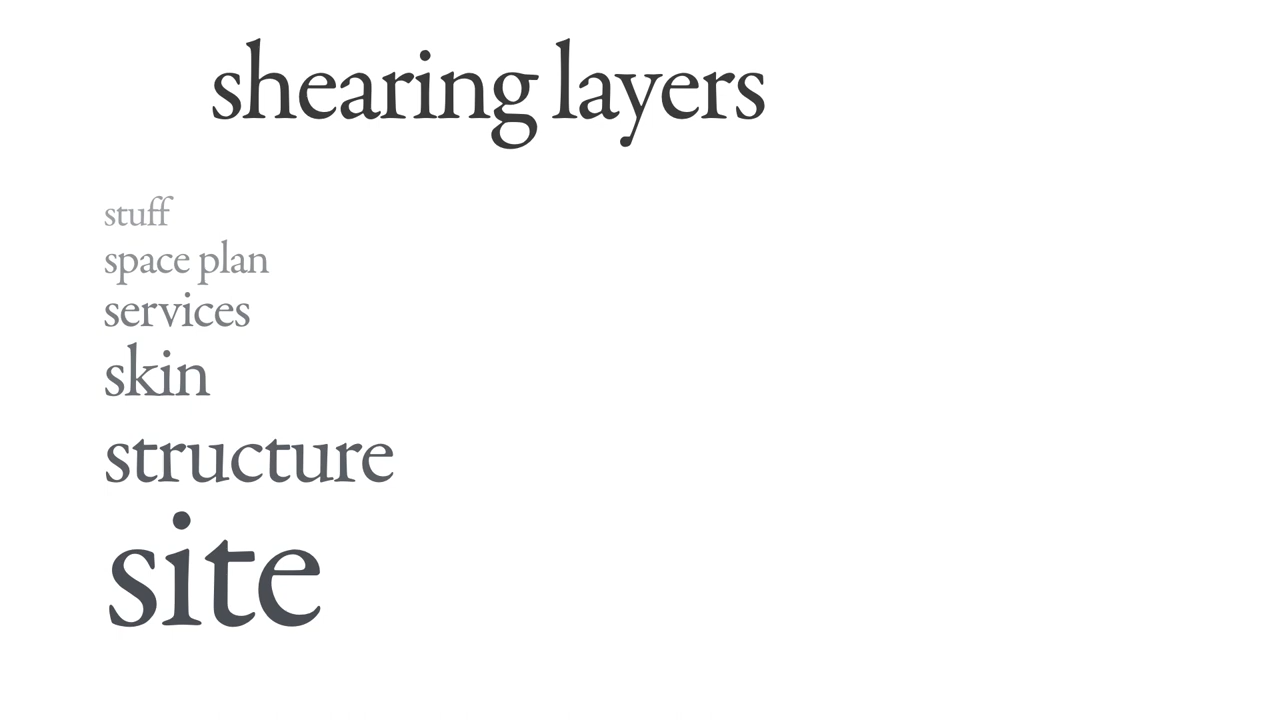 shearing layers
stuff
space plan
services
skin
structure
site